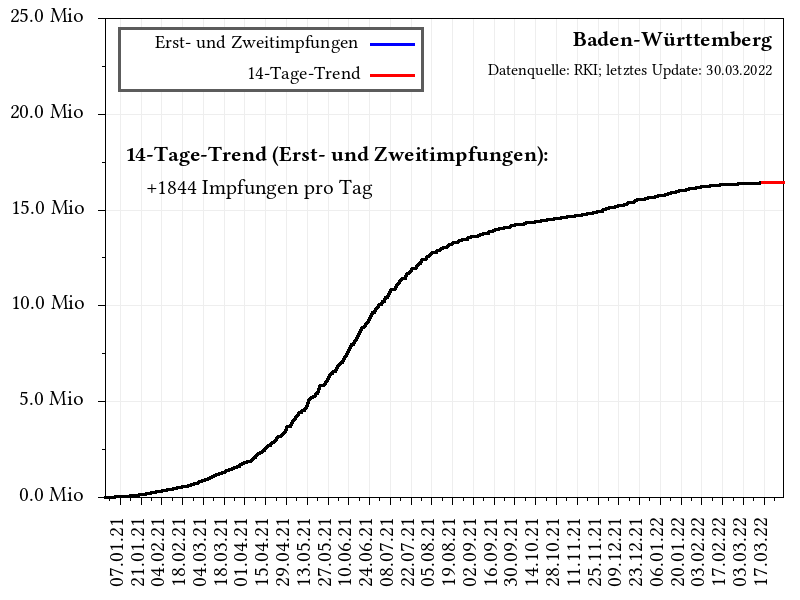 25.0 Mio
20.0 Mio
15.0 Mio
10.0 Mio
5.0 Mio
0.0 Mio
Erst- und Zweitimpfungen
14-Tage-Trend
Baden-Württemberg
Datenquelle: RKI; letztes Update: 30.03.2022
14-Tage-Trend (Erst- und Zweitimpfungen):
+1844 Impfungen pro Tag
07.01.21
21.01.21
04.02.21
18.02.21
04.03.21
18.03.21
01.04.21
15.04.21
29.04.21
13.05.21
27.05.21
10.06.21
24.06.21
08.07.21
22.07.21
05.08.21
19.08.21
02.09.21
16.09.21
30.09.21
14.10.21
28.10.21
11.11.21
25.11.21
09.12.21
23.12.21
06.01.22
20.01.22
03.02.22
17.02.22
03.03.22
17.03.22